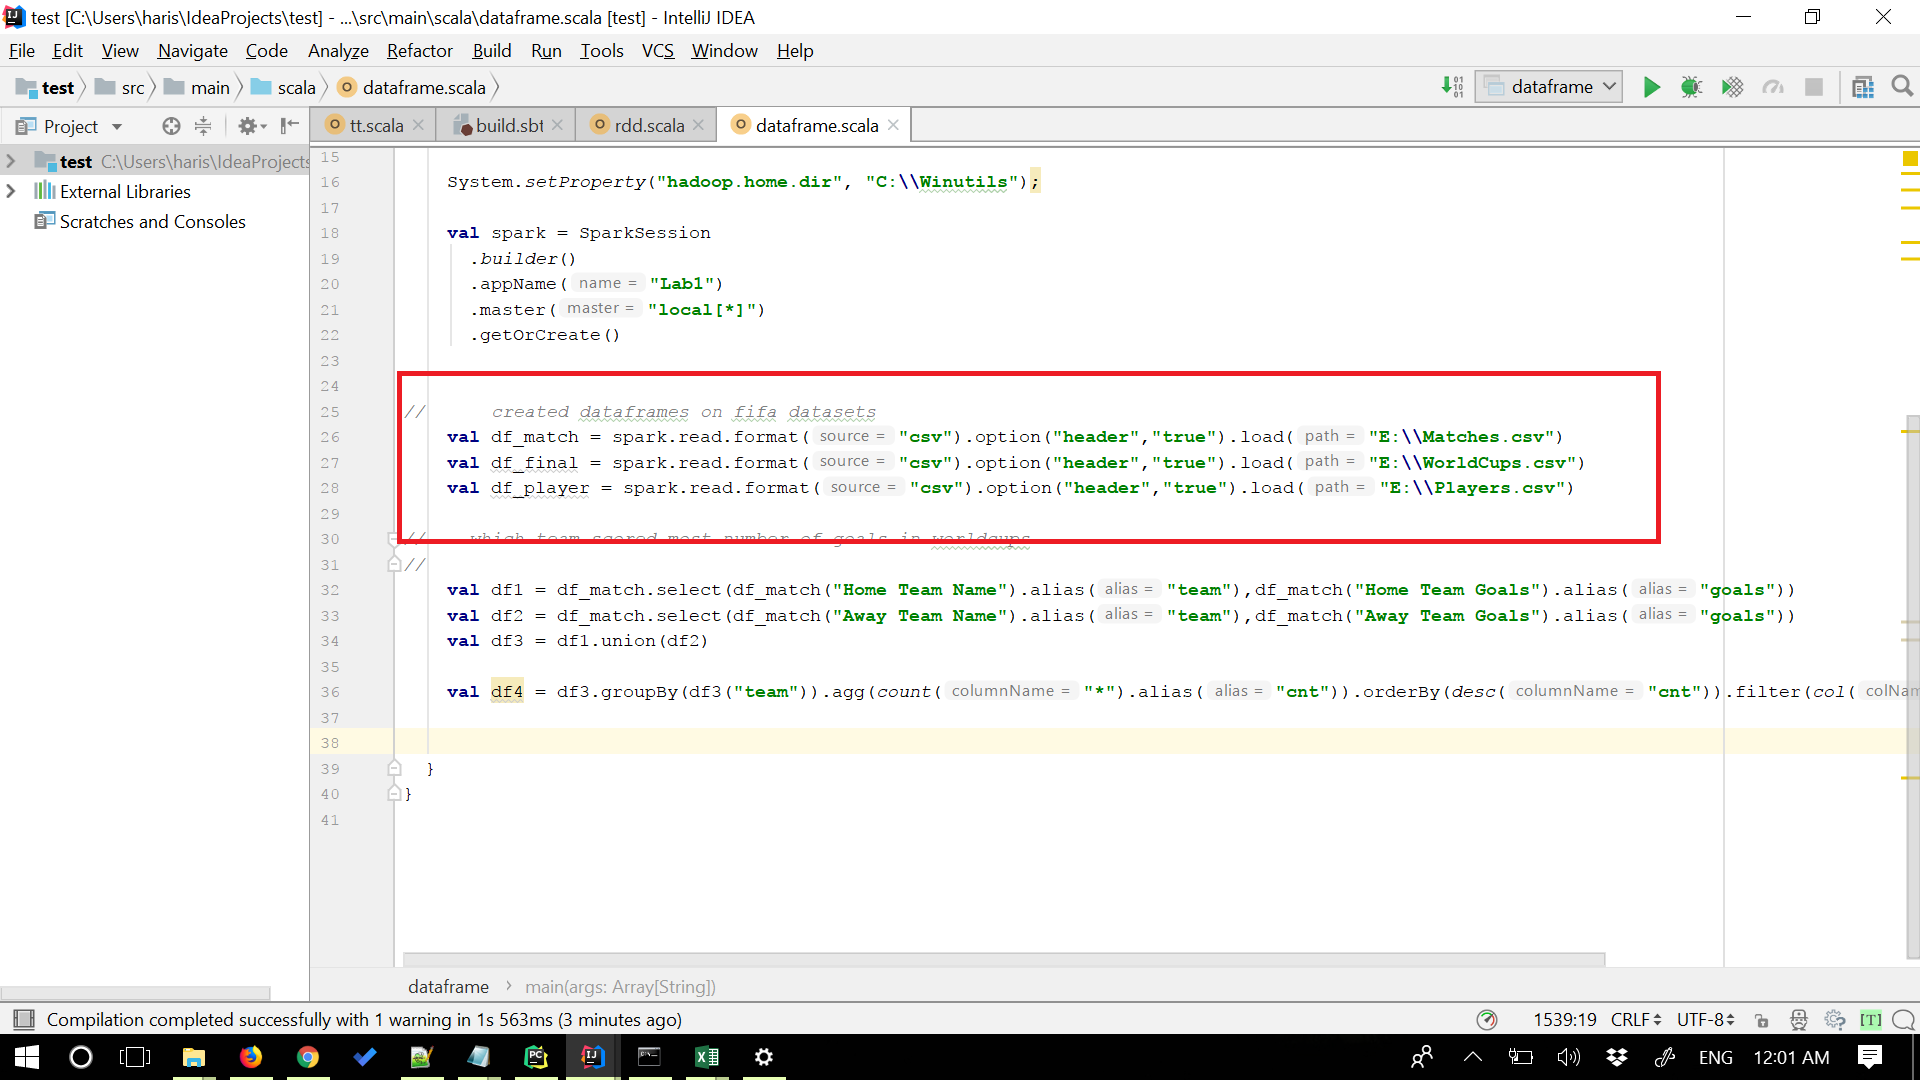 test [C:\Users\haris\IdeaProjects\test] - ...\src\main\scala\dataframe.scala [test] - IntelliJ IDEA
File Edit View Navigate Code Analyze Refactor Build Run Tools VCS Window Help
test src main scala dataframe.scala dataframe
Project tt.scala build.sbt rdd.scala dataframe.scala
test C:\Users\haris\IdeaProjects
External Libraries
Scratches and Consoles
15
16 System.setProperty("hadoop.home.dir", "C:\\Winutils");
17
18 val spark = SparkSession
19 .builder()
20 .appName( name = "Lab1")
21 .master( master = "local[*]")
22 .getOrCreate()
23
24
25 // created dataframes on fifa datasets
26 val df_match = spark.read.format( source = "csv").option("header","true").load( path = "E:\\Matches.csv")
27 val df_final = spark.read.format( source = "csv").option("header","true").load( path = "E:\\WorldCups.csv")
28 val df_player = spark.read.format( source = "csv").option("header","true").load( path = "E:\\Players.csv")
29
30 // which team scored most number of goals in worldcups
31 //
32 val df1 = df_match.select(df_match("Home Team Name").alias( alias = "team"),df_match("Home Team Goals").alias( alias = "goals"))
33 val df2 = df_match.select(df_match("Away Team Name").alias( alias = "team"),df_match("Away Team Goals").alias( alias = "goals"))
34 val df3 = df1.union(df2)
35
36 val df4 = df3.groupBy(df3("team")).agg(count( columnName = "*").alias( alias = "cnt")).orderBy(desc( columnName = "cnt")).filter(col( colNam
37
38
39 }
40 }
41
dataframe › main(args: Array[String])
Compilation completed successfully with 1 warning in 1s 563ms (3 minutes ago) 1539:19 CRLF UTF-8 [T]
ENG 12:01 AM